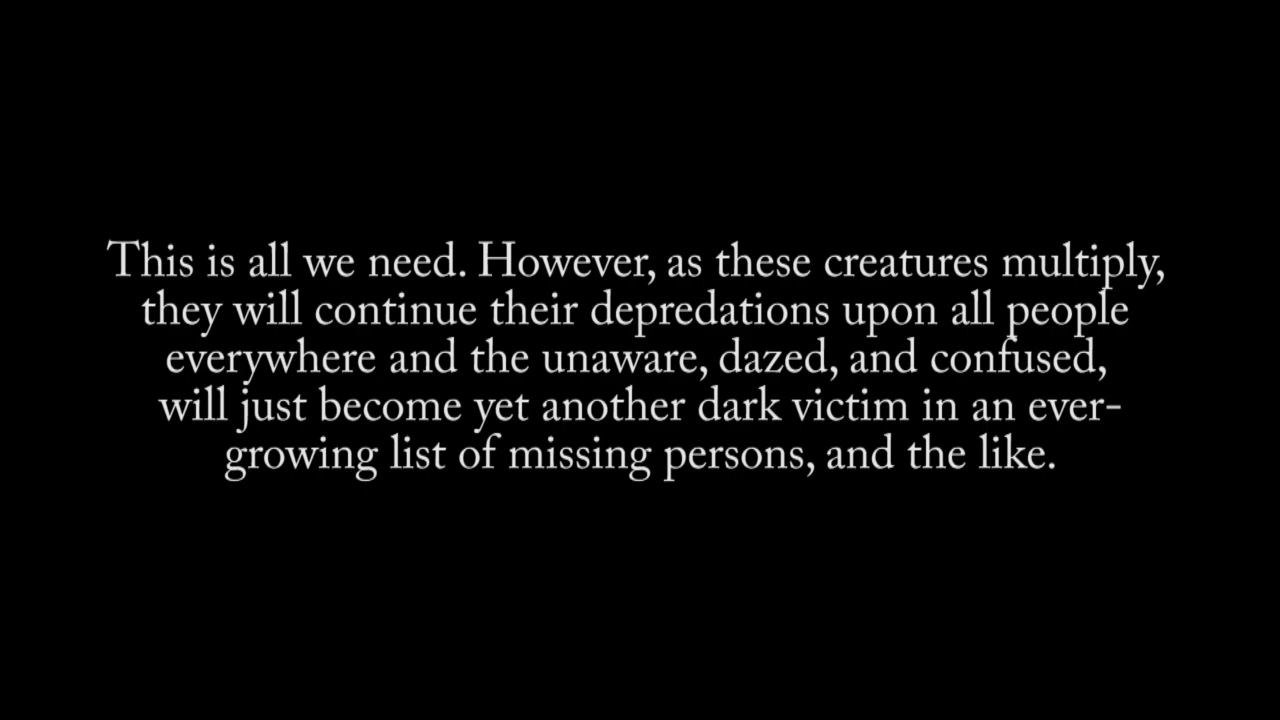 This is all we need. However, as these creatures multiply,
they will continue their depredations upon all people
everywhere and the unaware, dazed, and confused,
will just become yet another dark victim in an ever-
growing list of missing persons, and the like.